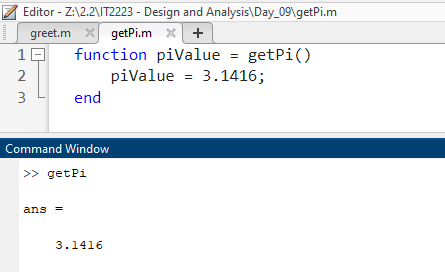 Editor - Z:\2.2\IT2223 - Design and Analysis\Day_09\getPi.m
greet.m × getPi.m × +
1 function piValue = getPi()
2 piValue = 3.1416;
3 end
Command Window
>> getPi
ans =
3.1416